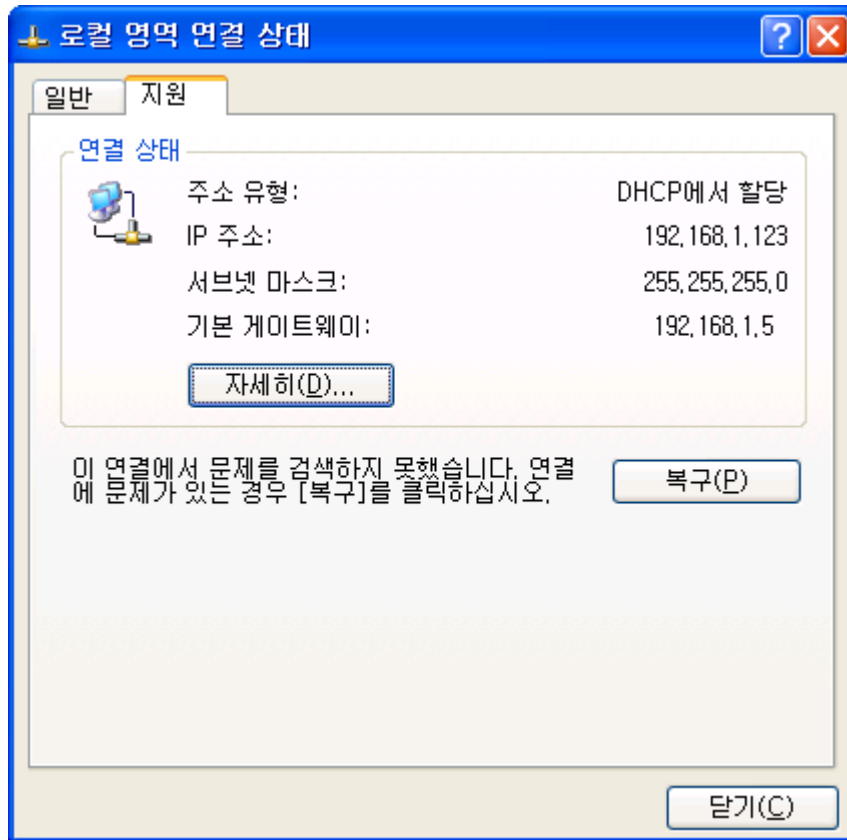 로컬 영역 연결 상태
일반 지원
연결 상태
주소 유형: DHCP에서 할당
IP 주소: 192.168.1.123
서브넷 마스크: 255.255.255.0
기본 게이트웨이: 192.168.1.5
자세히(D)...
이 연결에서 문제를 검색하지 못했습니다. 연결
에 문제가 있는 경우 [복구]를 클릭하십시오.
복구(P)
닫기(C)